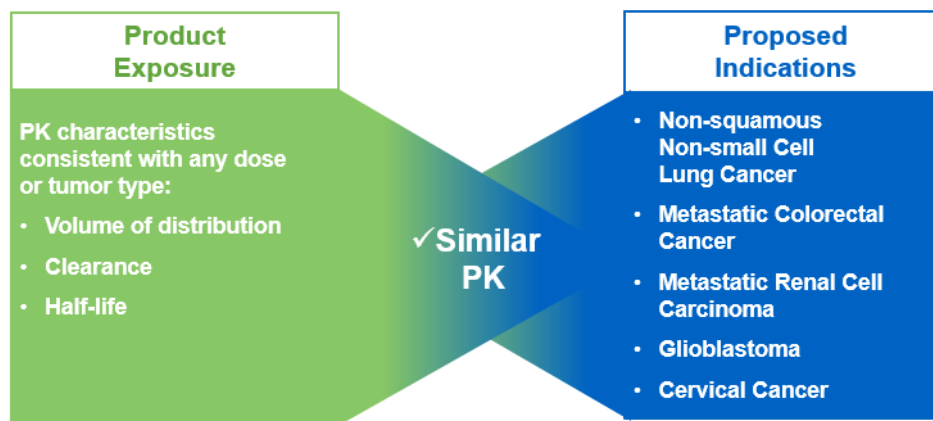 Product
Exposure
PK characteristics
consistent with any dose
or tumor type:
• Volume of distribution
• Clearance
• Half-life
✓Similar
PK
Proposed
Indications
• Non-squamous
Non-small Cell
Lung Cancer
• Metastatic Colorectal
Cancer
• Metastatic Renal Cell
Carcinoma
• Glioblastoma
• Cervical Cancer